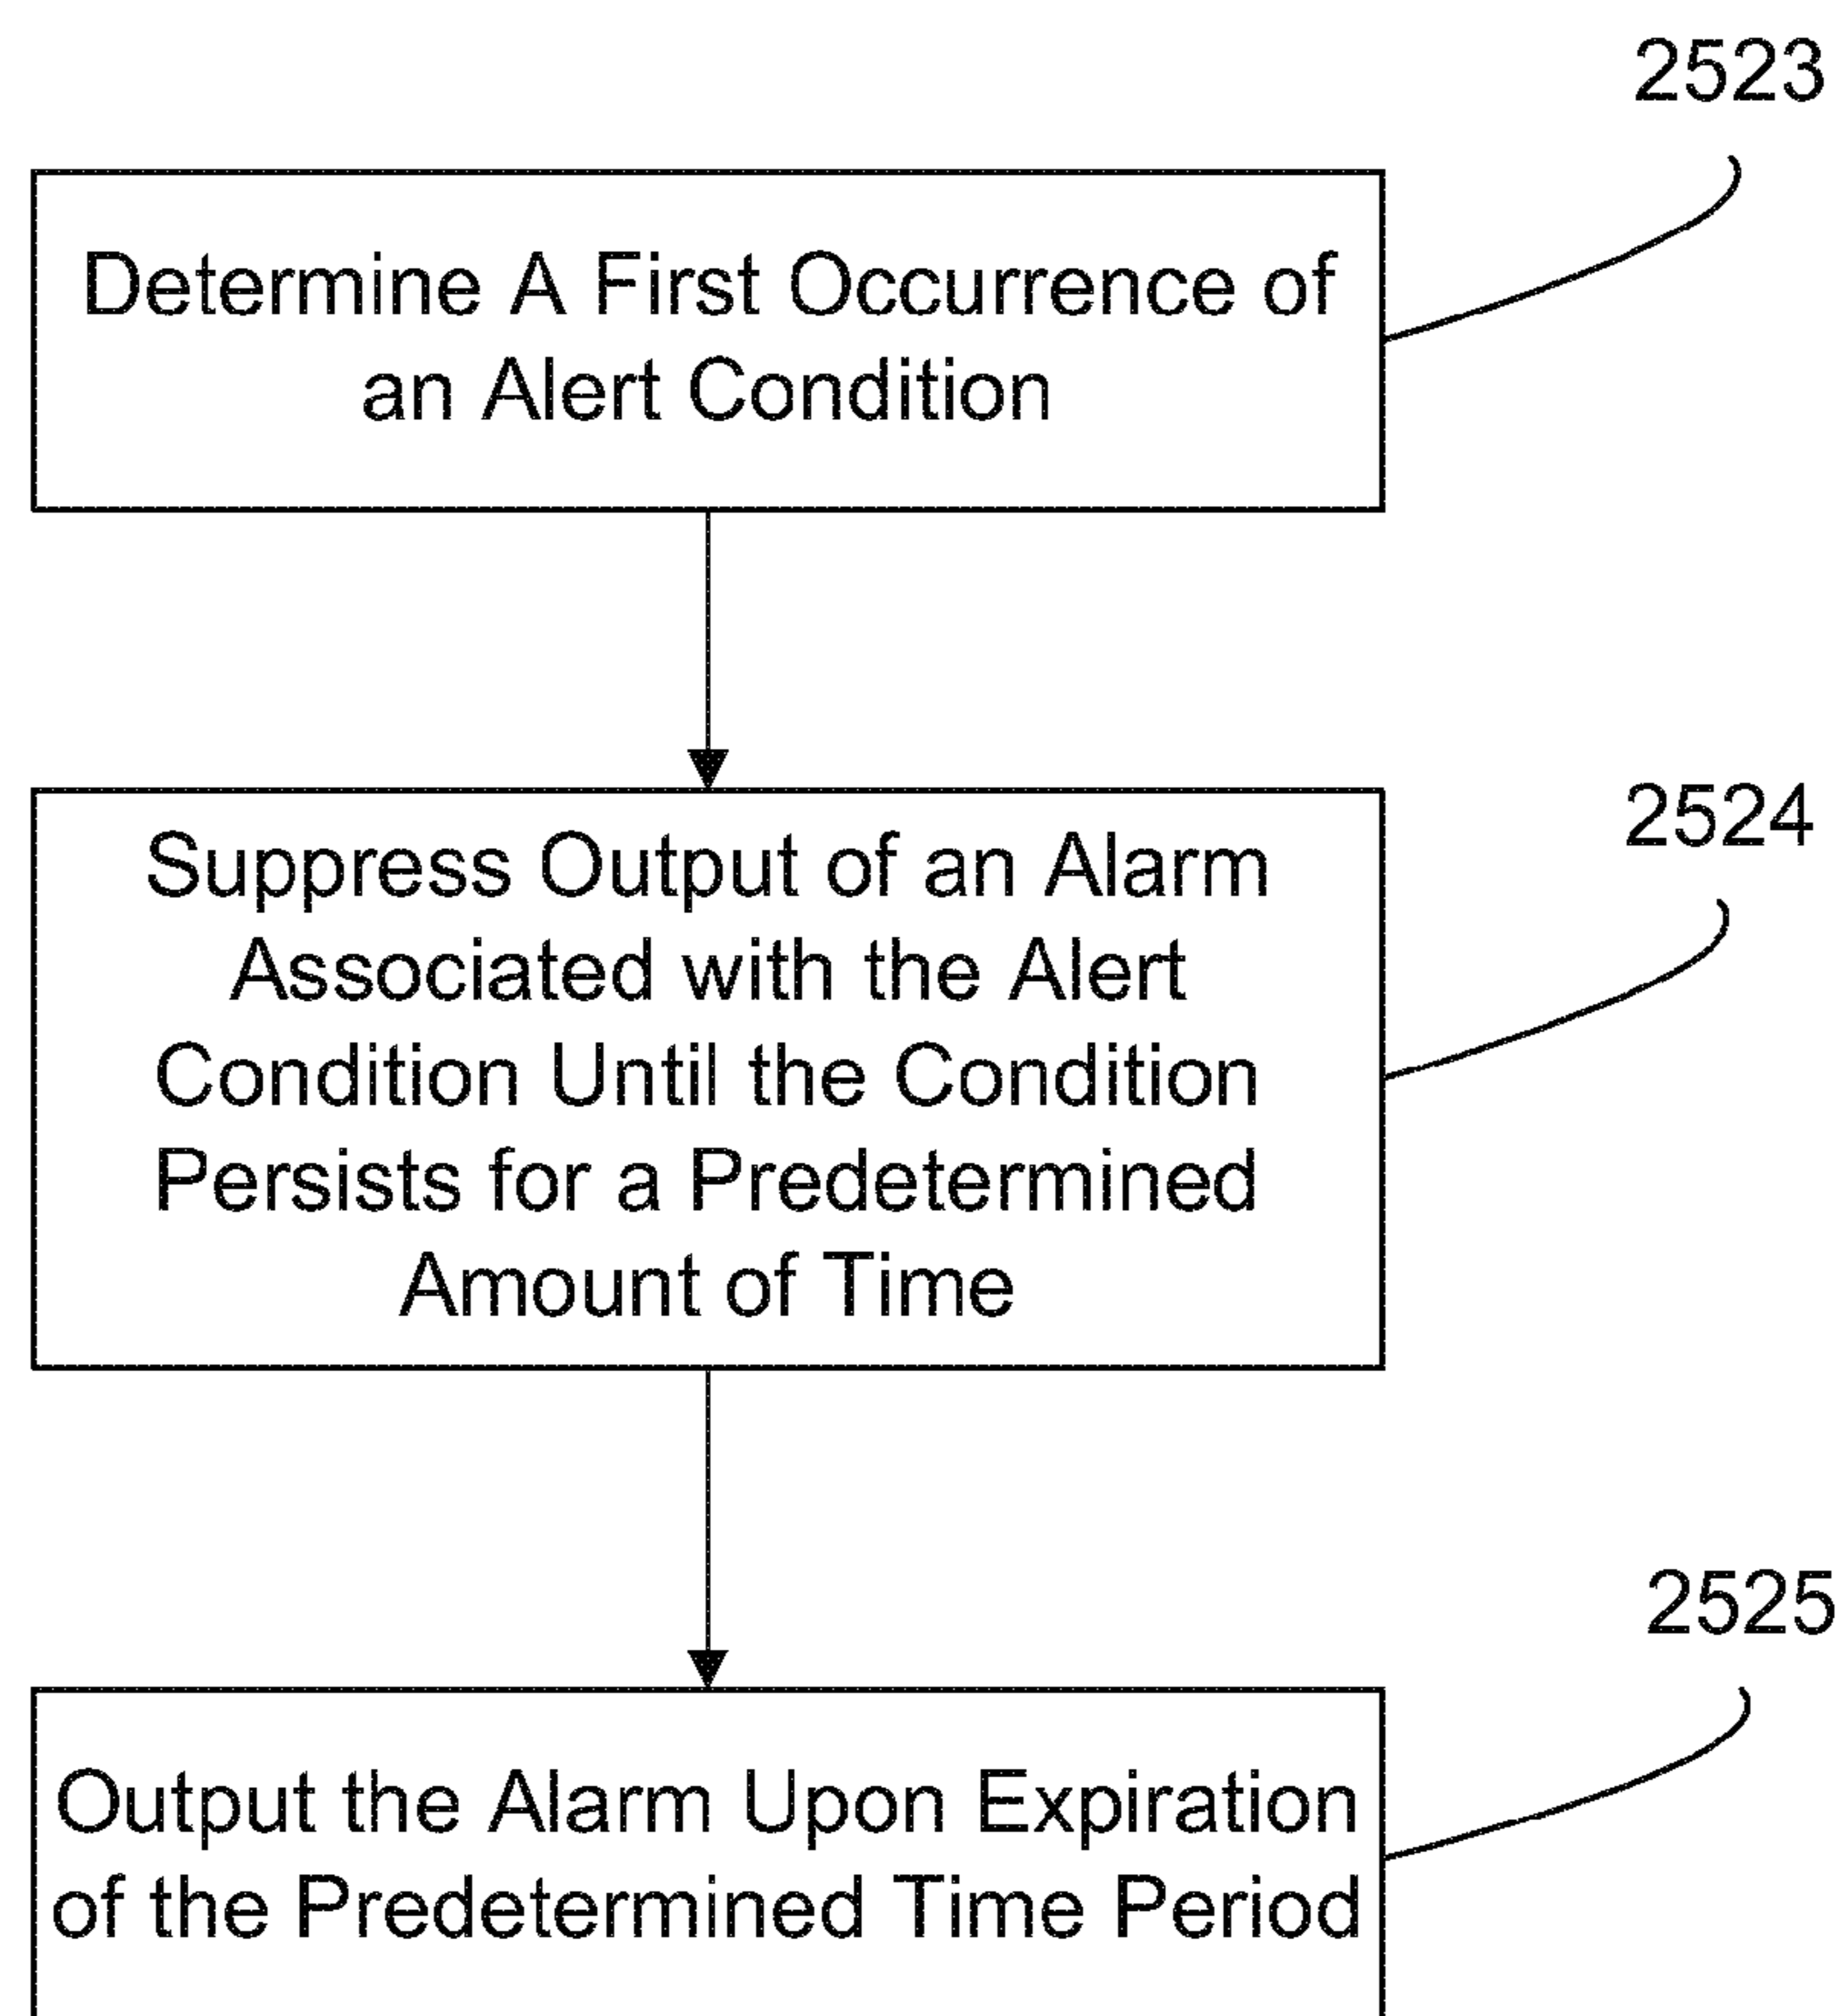 2523
Determine A First Occurrence of
an Alert Condition
2524
Suppress Output of an Alarm
Associated with the Alert
Condition Until the Condition
Persists for a Predetermined
Amount of Time
2525
Output the Alarm Upon Expiration
of the Predetermined Time Period